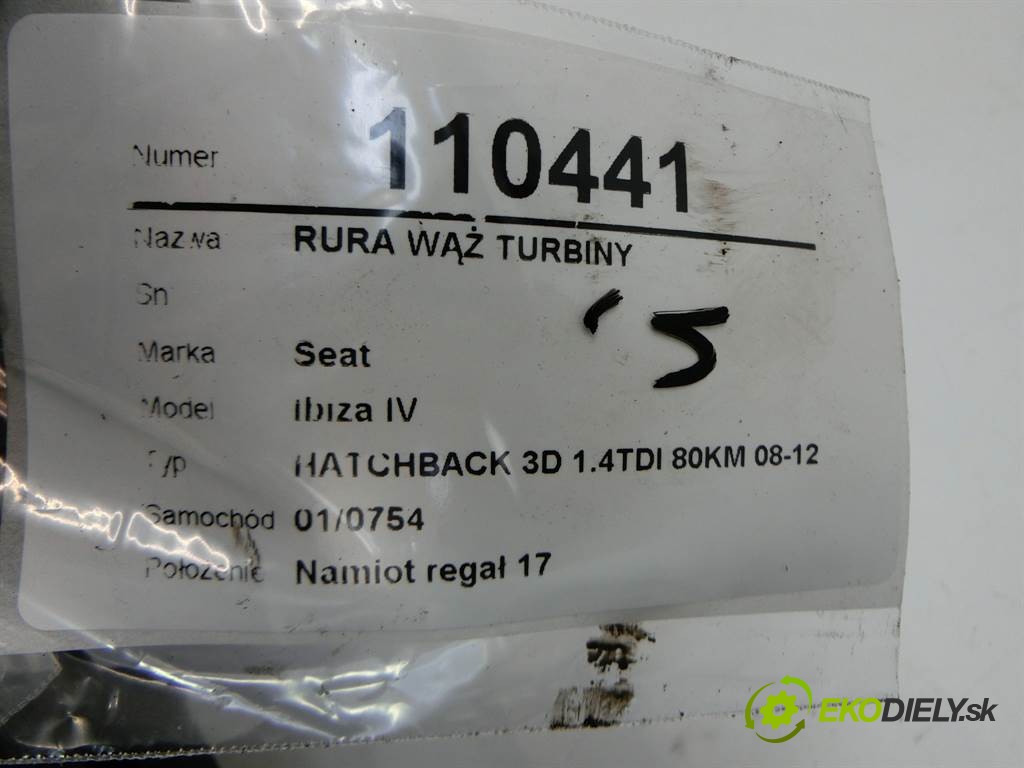 Numer 110441
Nazwa RURA WĄŻ TURBINY
Sn
'5
Marka Seat
Model Ibiza IV
Typ HATCHBACK 3D 1.4TDI 80KM 08-12
Samochód 01/0754
Położenie Namiot regał 17
EKODIELY.sk